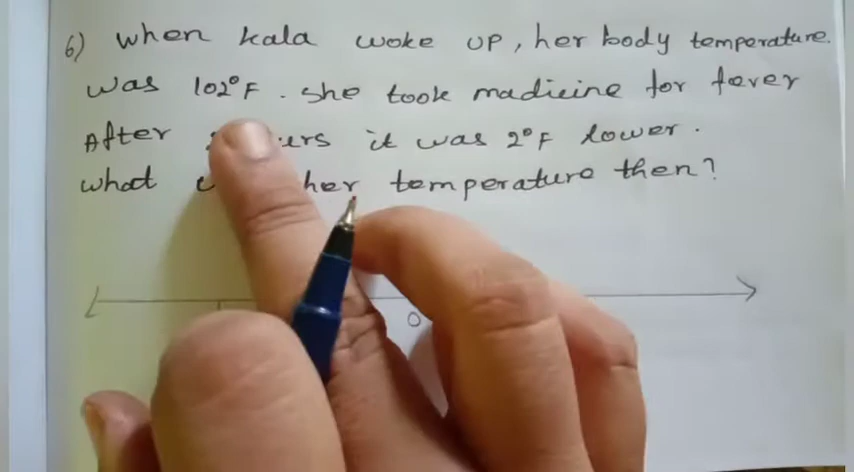 6) when kala woke up, her body temperature.
was 102°F. she took madicine for fever
After it was 2°F lower.
what her temperature then?
0